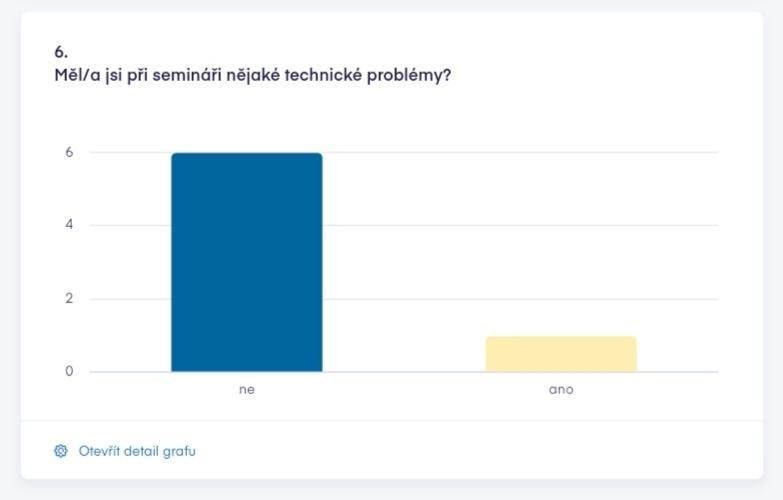 6.
Měl/a jsi při semináři nějaké technické problémy?
6
4
2
0
ne
ano
Otevřít detail grafu